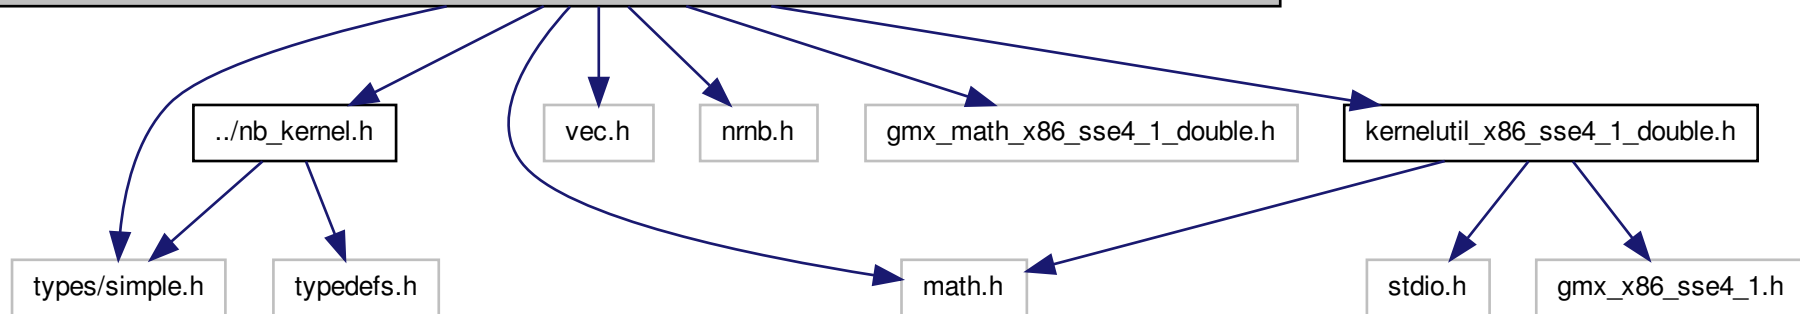 ../nb_kernel.h
vec.h
nrnb.h
gmx_math_x86_sse4_1_double.h
kernelutil_x86_sse4_1_double.h
types/simple.h
typedefs.h
math.h
stdio.h
gmx_x86_sse4_1.h